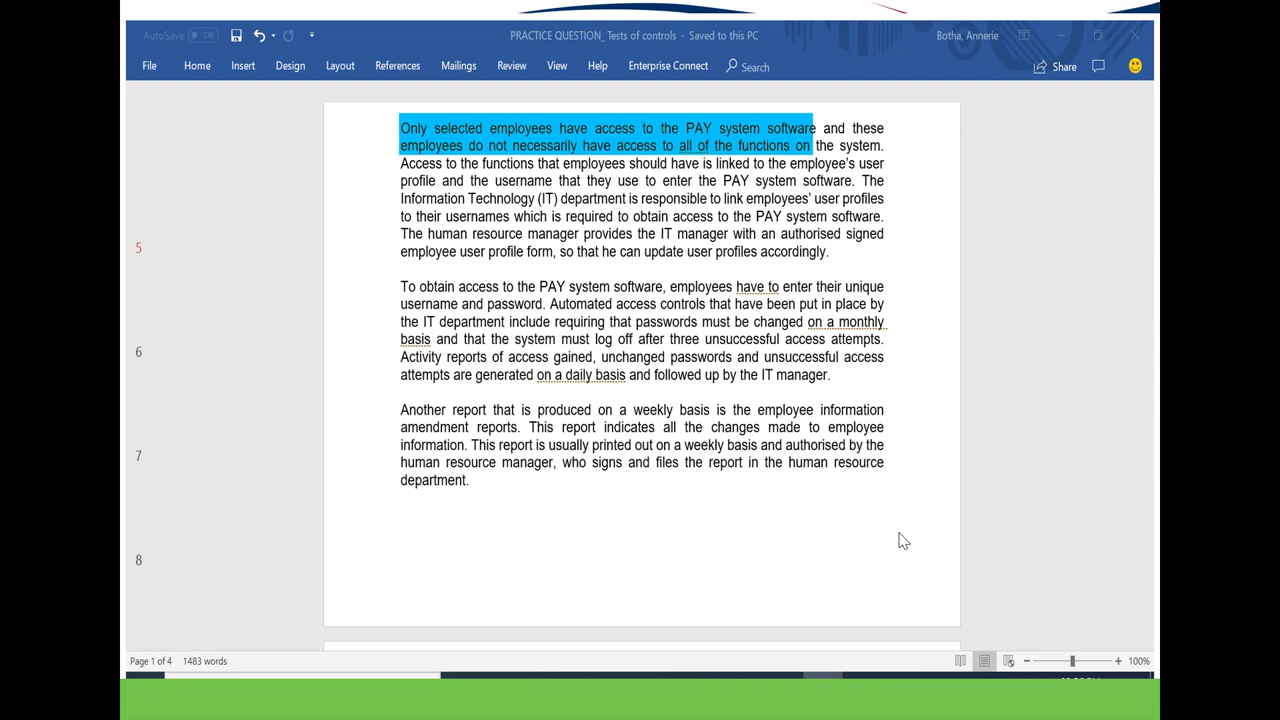 AutoSave Off
PRACTICE QUESTION_ Tests of controls - Saved to this PC
Botha, Annerie
File Home Insert Design Layout References Mailings Review View Help Enterprise Connect Search Share
Only selected employees have access to the PAY system software and these
employees do not necessarily have access to all of the functions on the system.
Access to the functions that employees should have is linked to the employee's user
profile and the username that they use to enter the PAY system software. The
Information Technology (IT) department is responsible to link employees' user profiles
to their usernames which is required to obtain access to the PAY system software.
The human resource manager provides the IT manager with an authorised signed
employee user profile form, so that he can update user profiles accordingly.
5
To obtain access to the PAY system software, employees have to enter their unique
username and password. Automated access controls that have been put in place by
the IT department include requiring that passwords must be changed on a monthly
basis and that the system must log off after three unsuccessful access attempts.
6
Activity reports of access gained, unchanged passwords and unsuccessful access
attempts are generated on a daily basis and followed up by the IT manager.
Another report that is produced on a weekly basis is the employee information
amendment reports. This report indicates all the changes made to employee
information. This report is usually printed out on a weekly basis and authorised by the
7
human resource manager, who signs and files the report in the human resource
department.
8
Page 1 of 4 1483 words
100%